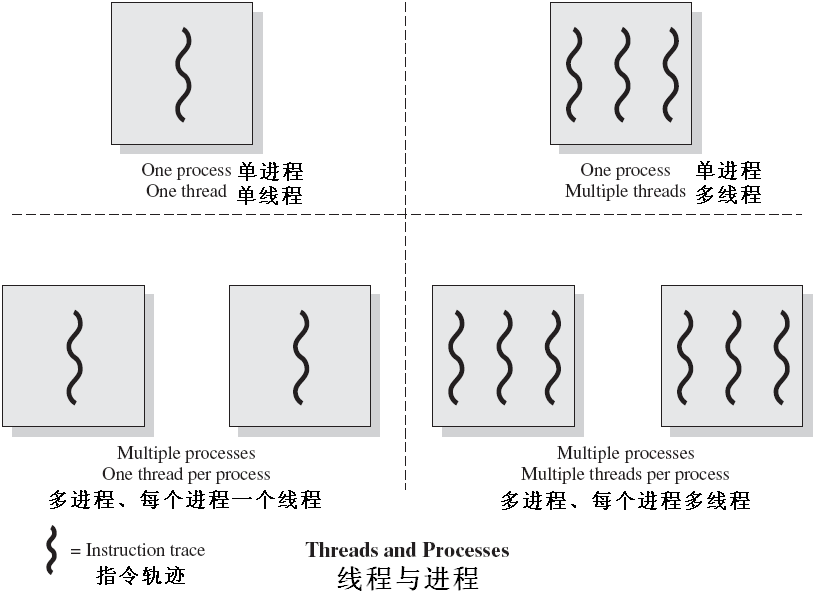 One process 单进程
One thread 单线程
One process 单进程
Multiple threads 多线程
Multiple processes
One thread per process
多进程、每个进程一个线程
Multiple processes
Multiple threads per process
多进程、每个进程多线程
= Instruction trace
指令轨迹
Threads and Processes
线程与进程